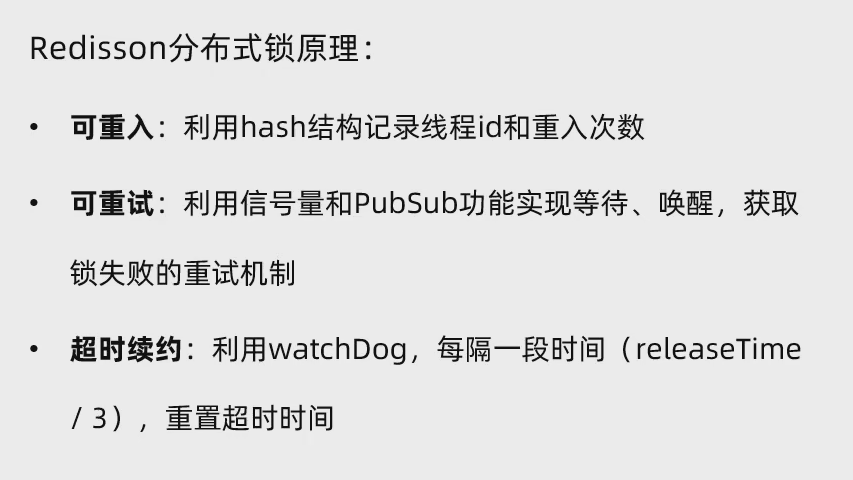 Redisson分布式锁原理：
• 可重入：利用hash结构记录线程id和重入次数
• 可重试：利用信号量和PubSub功能实现等待、唤醒，获取
锁失败的重试机制
• 超时续约：利用watchDog，每隔一段时间（releaseTime
/ 3），重置超时时间